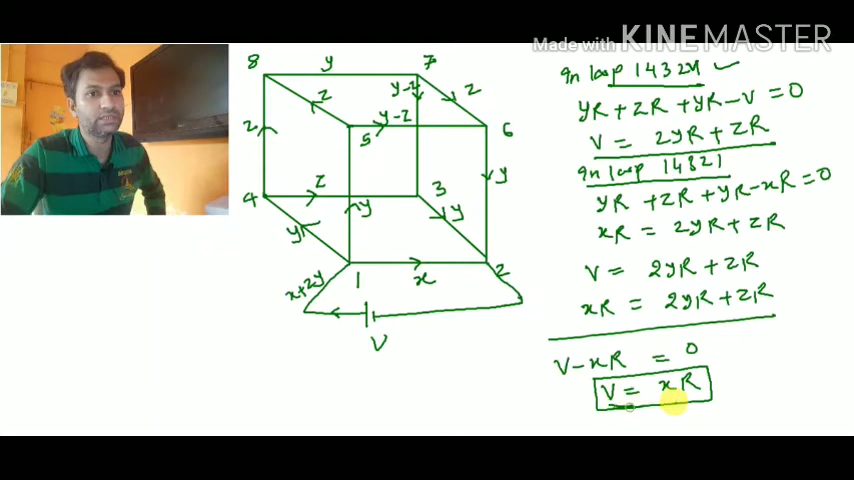 Made with KINEMASTER
8 y 7
z y-z z
y-z
5 6
z y
4 z 3
y y y
1 x 2
x+2y
V
In loop 14321 ✓
yR + zR + yR - V = 0
V = 2yR + zR
In loop 14321
yR + zR + yR - xR = 0
xR = 2yR + zR
V = 2yR + zR
xR = 2yR + zR
V - xR = 0
V = xR